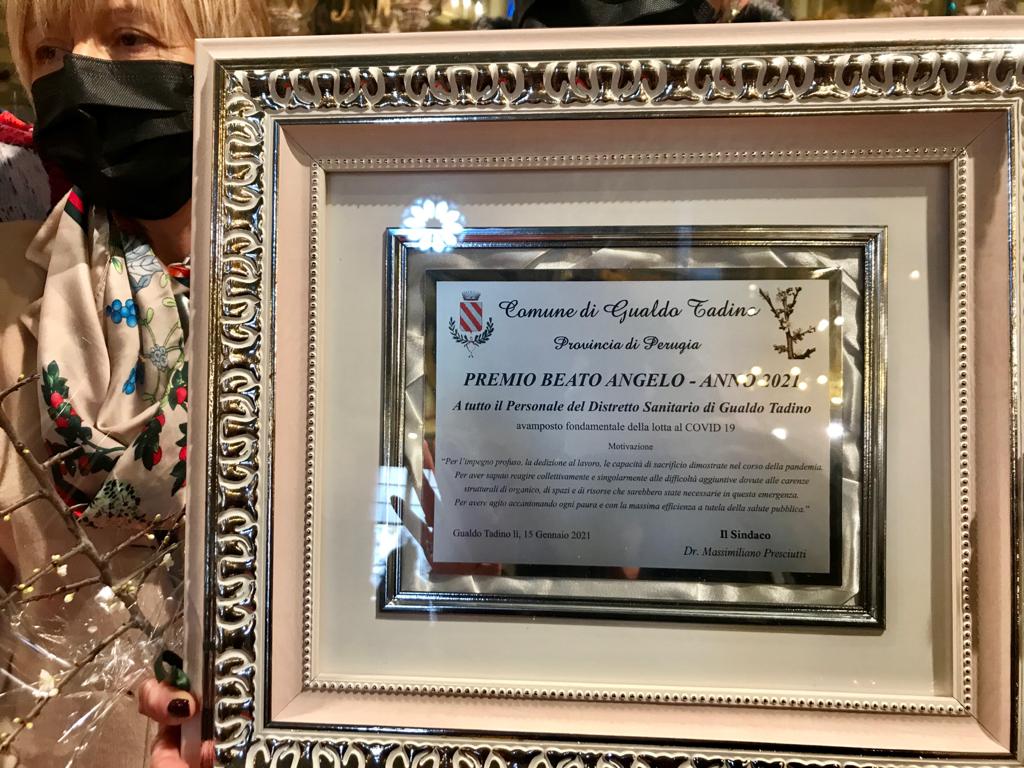 Comune di Gualdo Tadino
Provincia di Perugia
PREMIO BEATO ANGELO - ANNO 2021
A tutto il Personale del Distretto Sanitario di Gualdo Tadino
avamposto fondamentale della lotta al COVID 19
Motivazione
“Per l'impegno profuso, la dedizione al lavoro, le capacità di sacrificio dimostrate nel corso della pandemia.
Per aver saputo reagire collettivamente e singolarmente alle difficoltà aggiuntive dovute alle carenze
strutturali di organico, di spazi e di risorse che sarebbero state necessarie in questa emergenza.
Per avere agito accantonando ogni paura e con la massima efficienza a tutela della salute pubblica.”
Gualdo Tadino lì, 15 Gennaio 2021
Il Sindaco
Dr. Massimiliano Presciutti